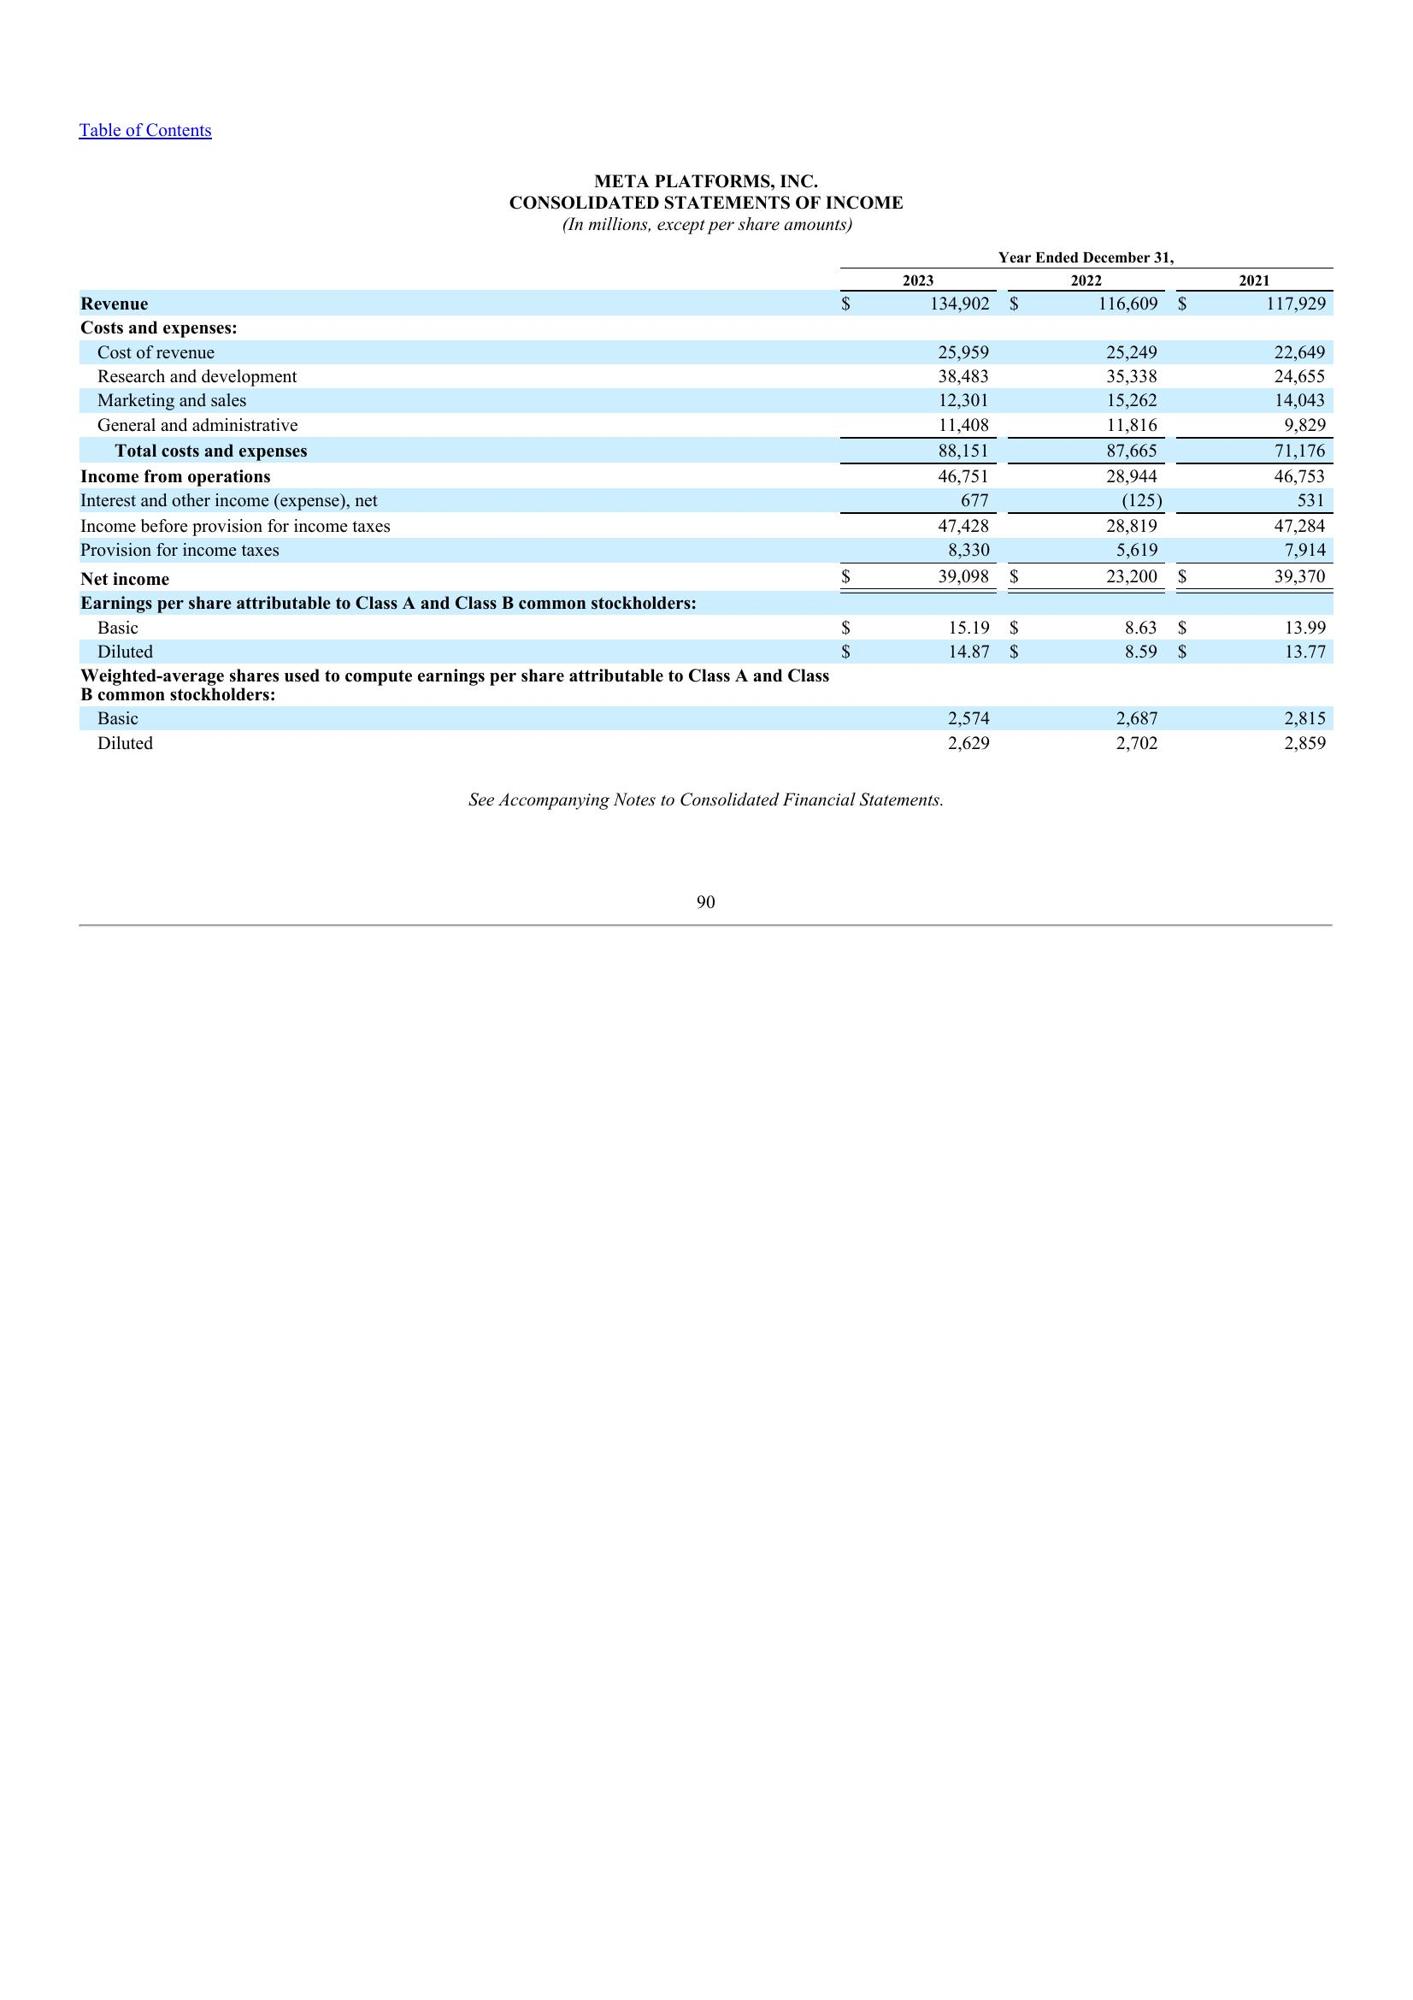 Table of Contents
META PLATFORMS, INC.
CONSOLIDATED STATEMENTS OF INCOME
(In millions, except per share amounts)
Year Ended December 31,
2023 2022 2021
Revenue $ 134,902 $ 116,609 $ 117,929
Costs and expenses:
Cost of revenue 25,959 25,249 22,649
Research and development 38,483 35,338 24,655
Marketing and sales 12,301 15,262 14,043
General and administrative 11,408 11,816 9,829
Total costs and expenses 88,151 87,665 71,176
Income from operations 46,751 28,944 46,753
Interest and other income (expense), net 677 (125) 531
Income before provision for income taxes 47,428 28,819 47,284
Provision for income taxes 8,330 5,619 7,914
Net income $ 39,098 $ 23,200 $ 39,370
Earnings per share attributable to Class A and Class B common stockholders:
Basic $ 15.19 $ 8.63 $ 13.99
Diluted $ 14.87 $ 8.59 $ 13.77
Weighted-average shares used to compute earnings per share attributable to Class A and Class
B common stockholders:
Basic 2,574 2,687 2,815
Diluted 2,629 2,702 2,859
See Accompanying Notes to Consolidated Financial Statements.
90